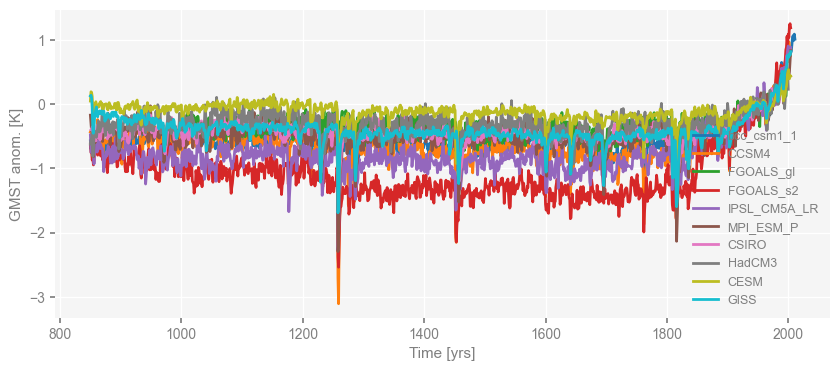 GMST anom. [K]
1
0
−1
−2
−3
800
1000
1200
1400
1600
1800
2000
Time [yrs]
CCSM4
FGOALS_gl
FGOALS_s2
IPSL_CM5A_LR
MPI_ESM_P
CSIRO
HadCM3
CESM
GISS